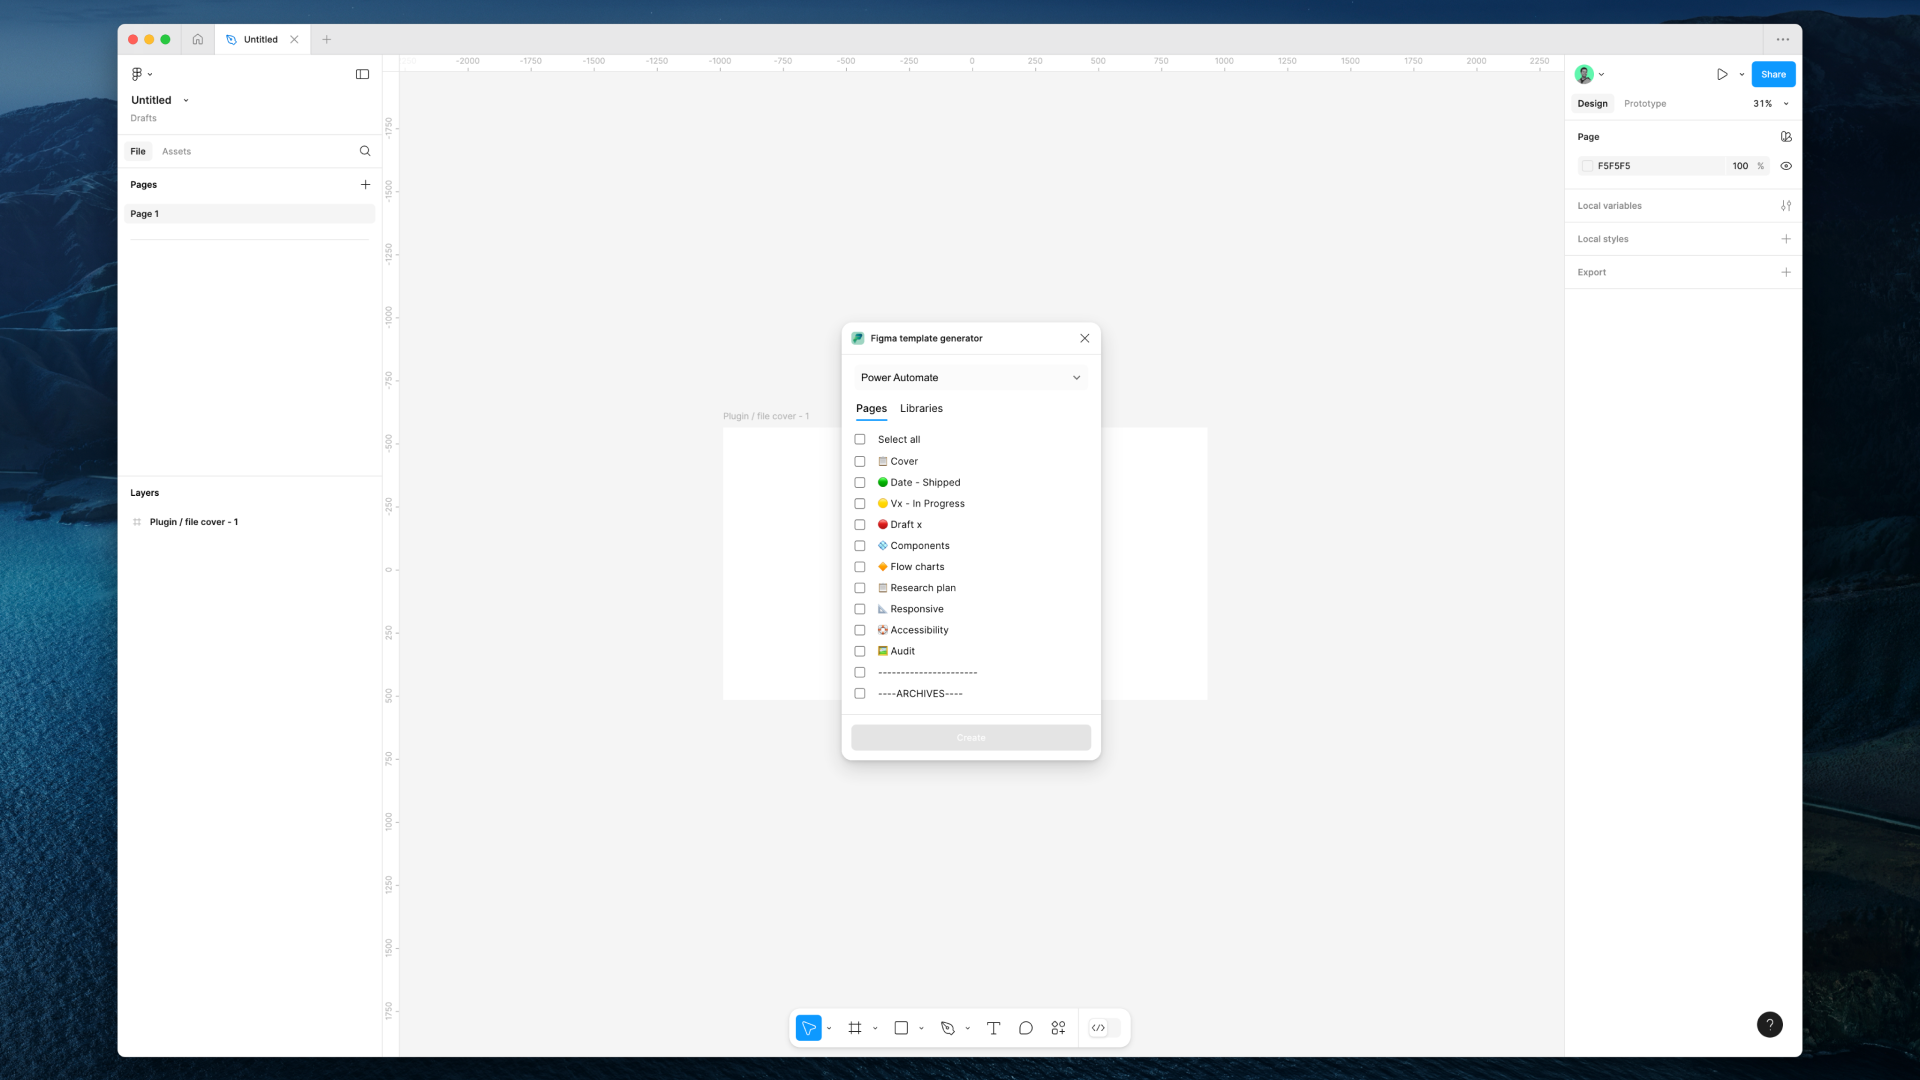 Untitled
-2000 -1750 -1500 -1250 -1000 -750 -500 -250 0 250 500 750 1000 1250 1500 1750 2000 2250
Untitled
Drafts
File Assets
Pages
Page 1
Layers
Plugin / file cover - 1
-1750
-1500
-1250
-1000
-750
-500
-250
0
250
500
750
1000
1250
1500
1750
Plugin / file cover - 1
Figma template generator
Power Automate
Pages Libraries
Select all
Cover
Date - Shipped
Vx - In Progress
Draft x
Components
Flow charts
Research plan
Responsive
Accessibility
Audit
----------------------
----ARCHIVES----
Create
Share
Design Prototype 31%
Page
F5F5F5 100 %
Local variables
Local styles
Export
?